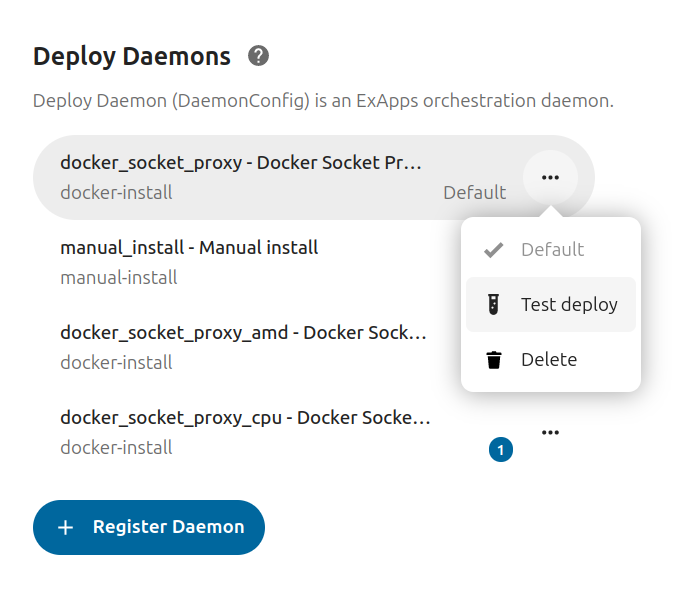 Deploy Daemons ?
Deploy Daemon (DaemonConfig) is an ExApps orchestration daemon.
docker_socket_proxy - Docker Socket Pr…
docker-install
Default
Default
manual_install - Manual install
manual-install
Test deploy
docker_socket_proxy_amd - Docker Sock…
docker-install
Delete
docker_socket_proxy_cpu - Docker Socke…
docker-install
1
Register Daemon